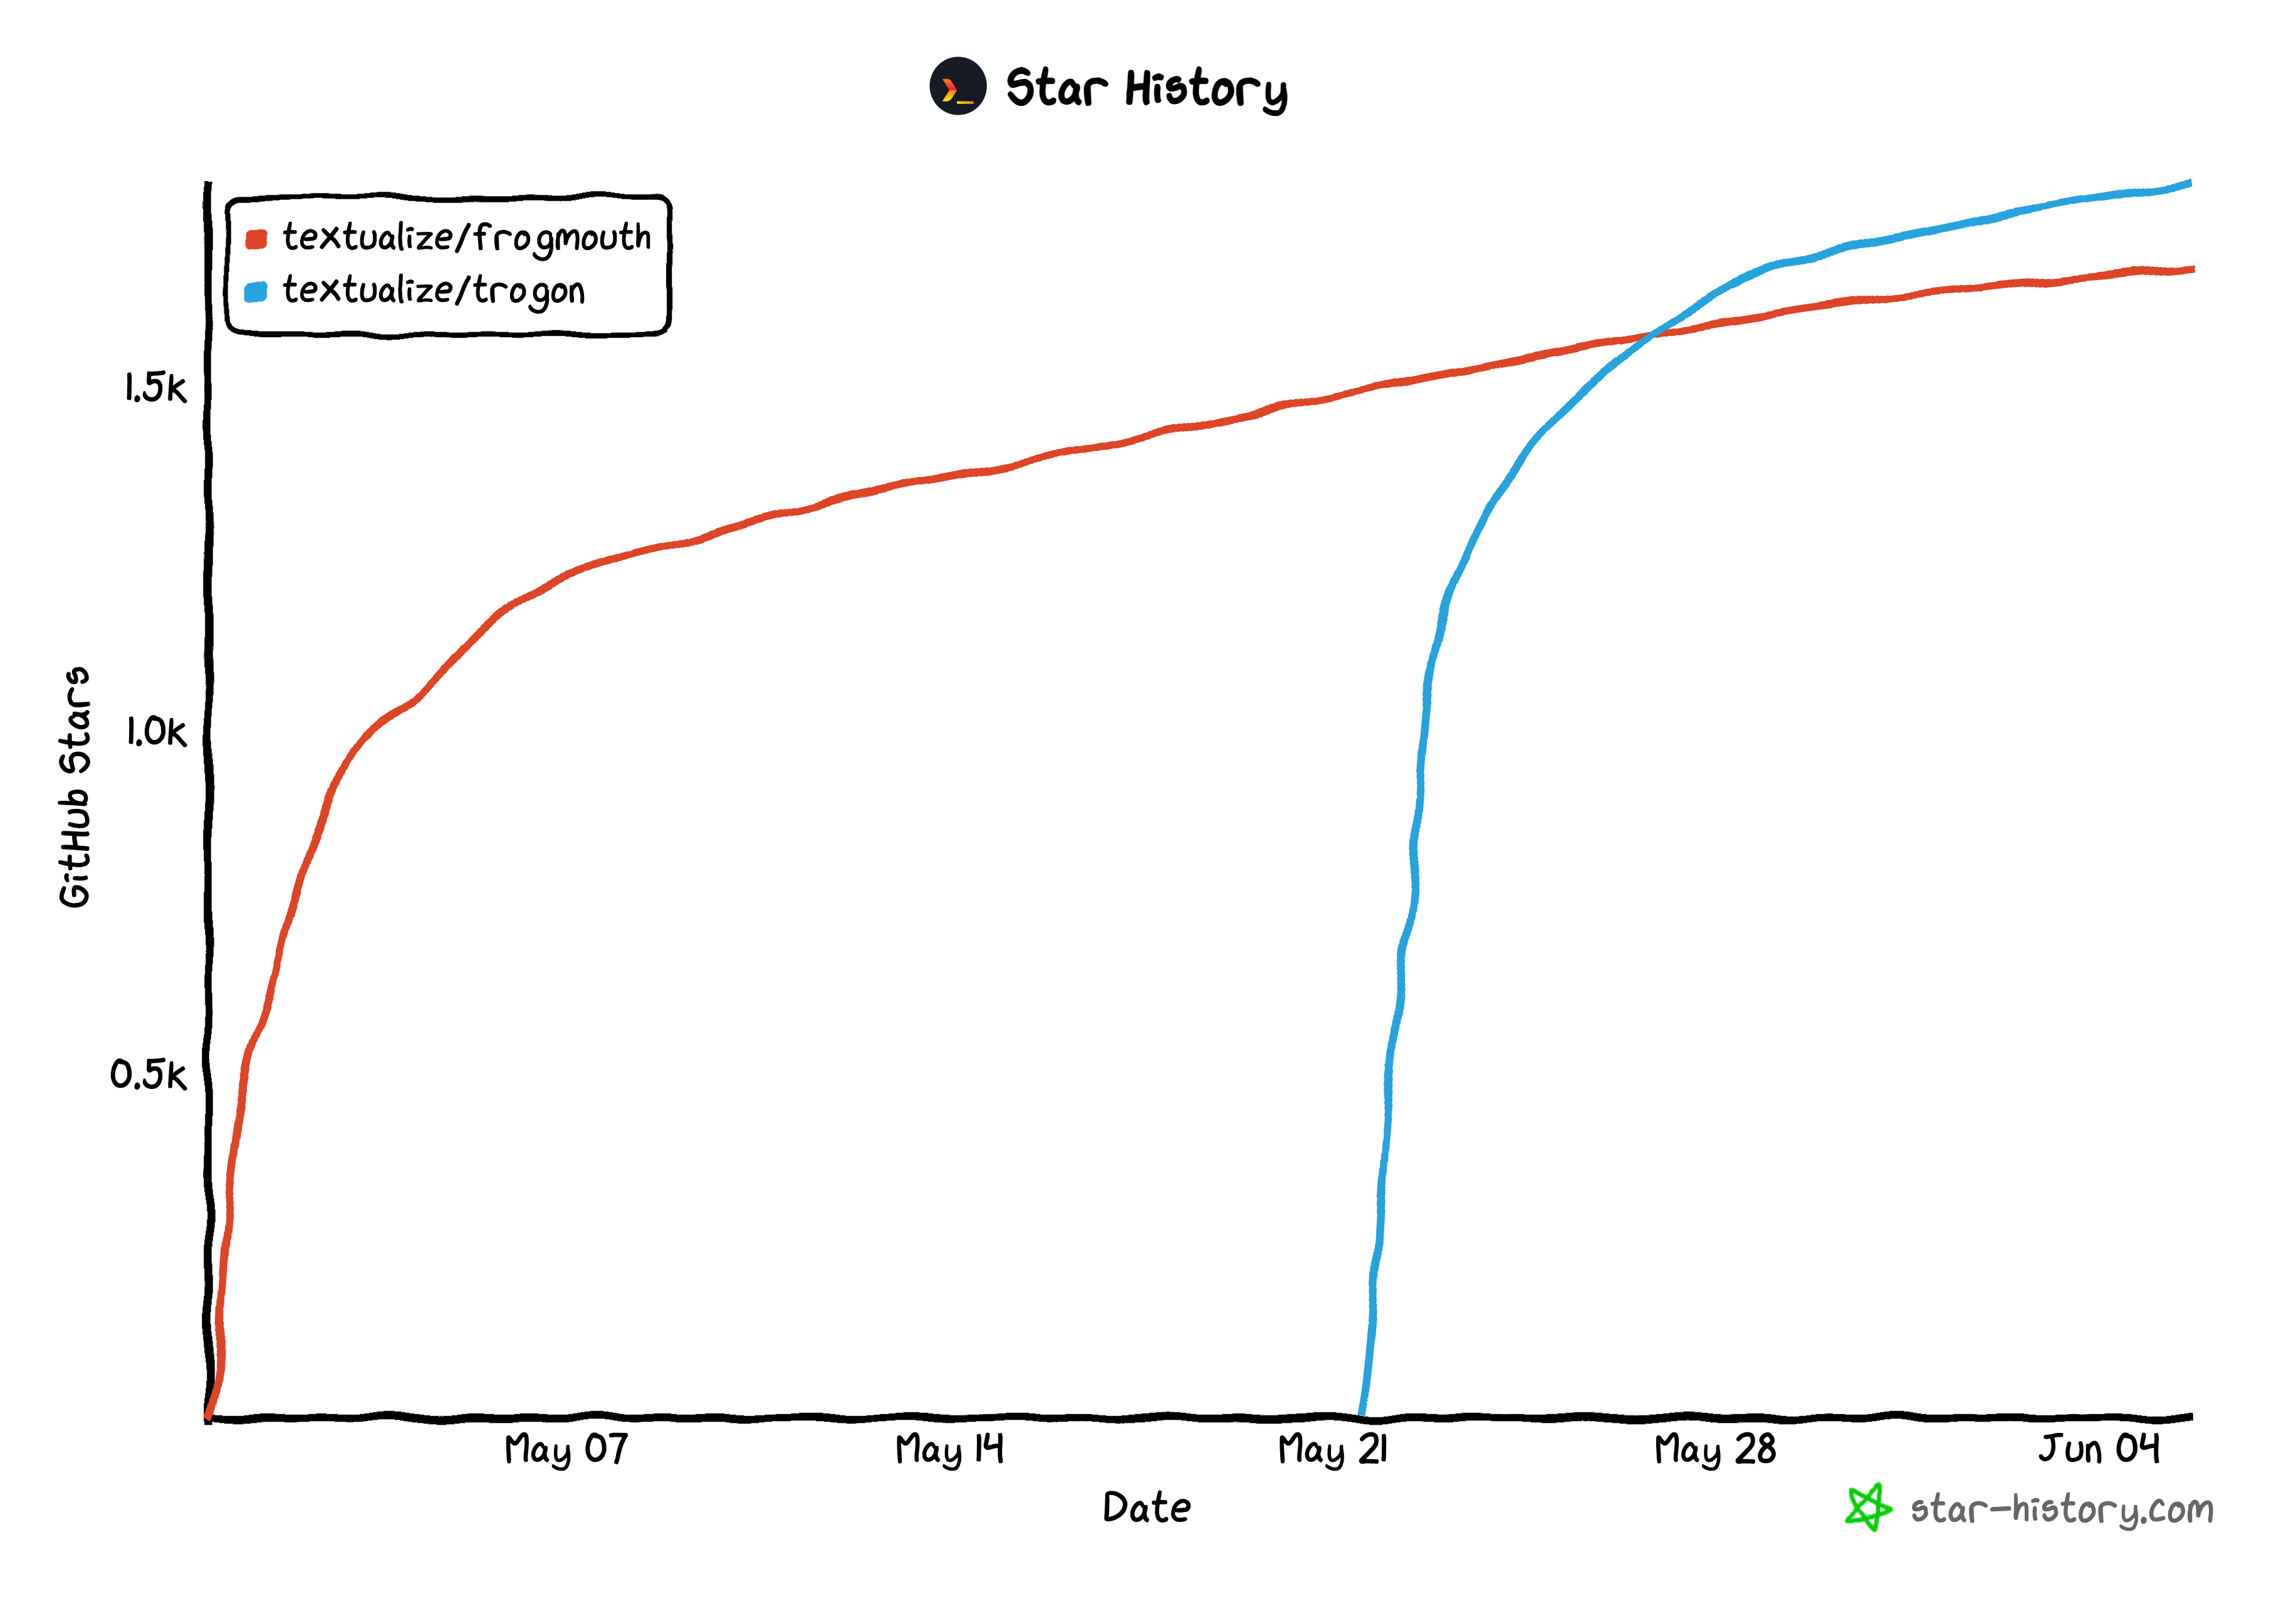 Star History
textualize/frogmouth
textualize/trogon
1.5k
1.0k
0.5k
GitHub Stars
May 07
May 14
May 21
May 28
Jun 04
Date
star-history.com